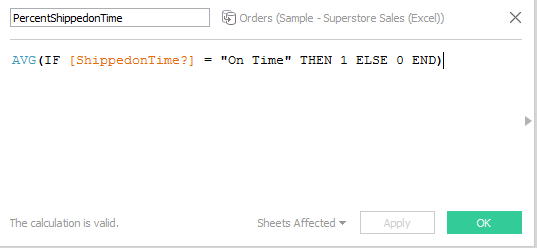 PercentShippedonTime
Orders (Sample - Superstore Sales (Excel))
AVG(IF [ShippedonTime?] = "On Time" THEN 1 ELSE 0 END)
The calculation is valid.
Sheets Affected
Apply
OK